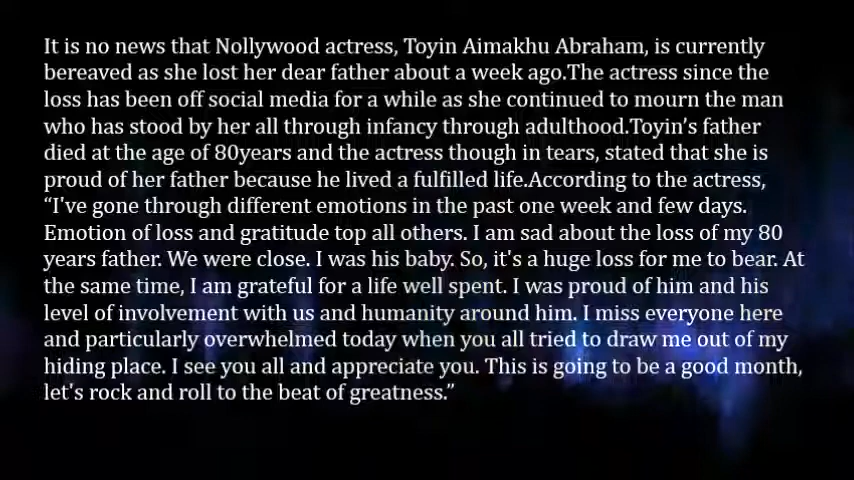 It is no news that Nollywood actress, Toyin Aimakhu Abraham, is currently
bereaved as she lost her dear father about a week ago.The actress since the
loss has been off social media for a while as she continued to mourn the man
who has stood by her all through infancy through adulthood.Toyin’s father
died at the age of 80years and the actress though in tears, stated that she is
proud of her father because he lived a fulfilled life.According to the actress,
“I've gone through different emotions in the past one week and few days.
Emotion of loss and gratitude top all others. I am sad about the loss of my 80
years father. We were close. I was his baby. So, it's a huge loss for me to bear. At
the same time, I am grateful for a life well spent. I was proud of him and his
level of involvement with us and humanity around him. I miss everyone here
and particularly overwhelmed today when you all tried to draw me out of my
hiding place. I see you all and appreciate you. This is going to be a good month,
let's rock and roll to the beat of greatness.”